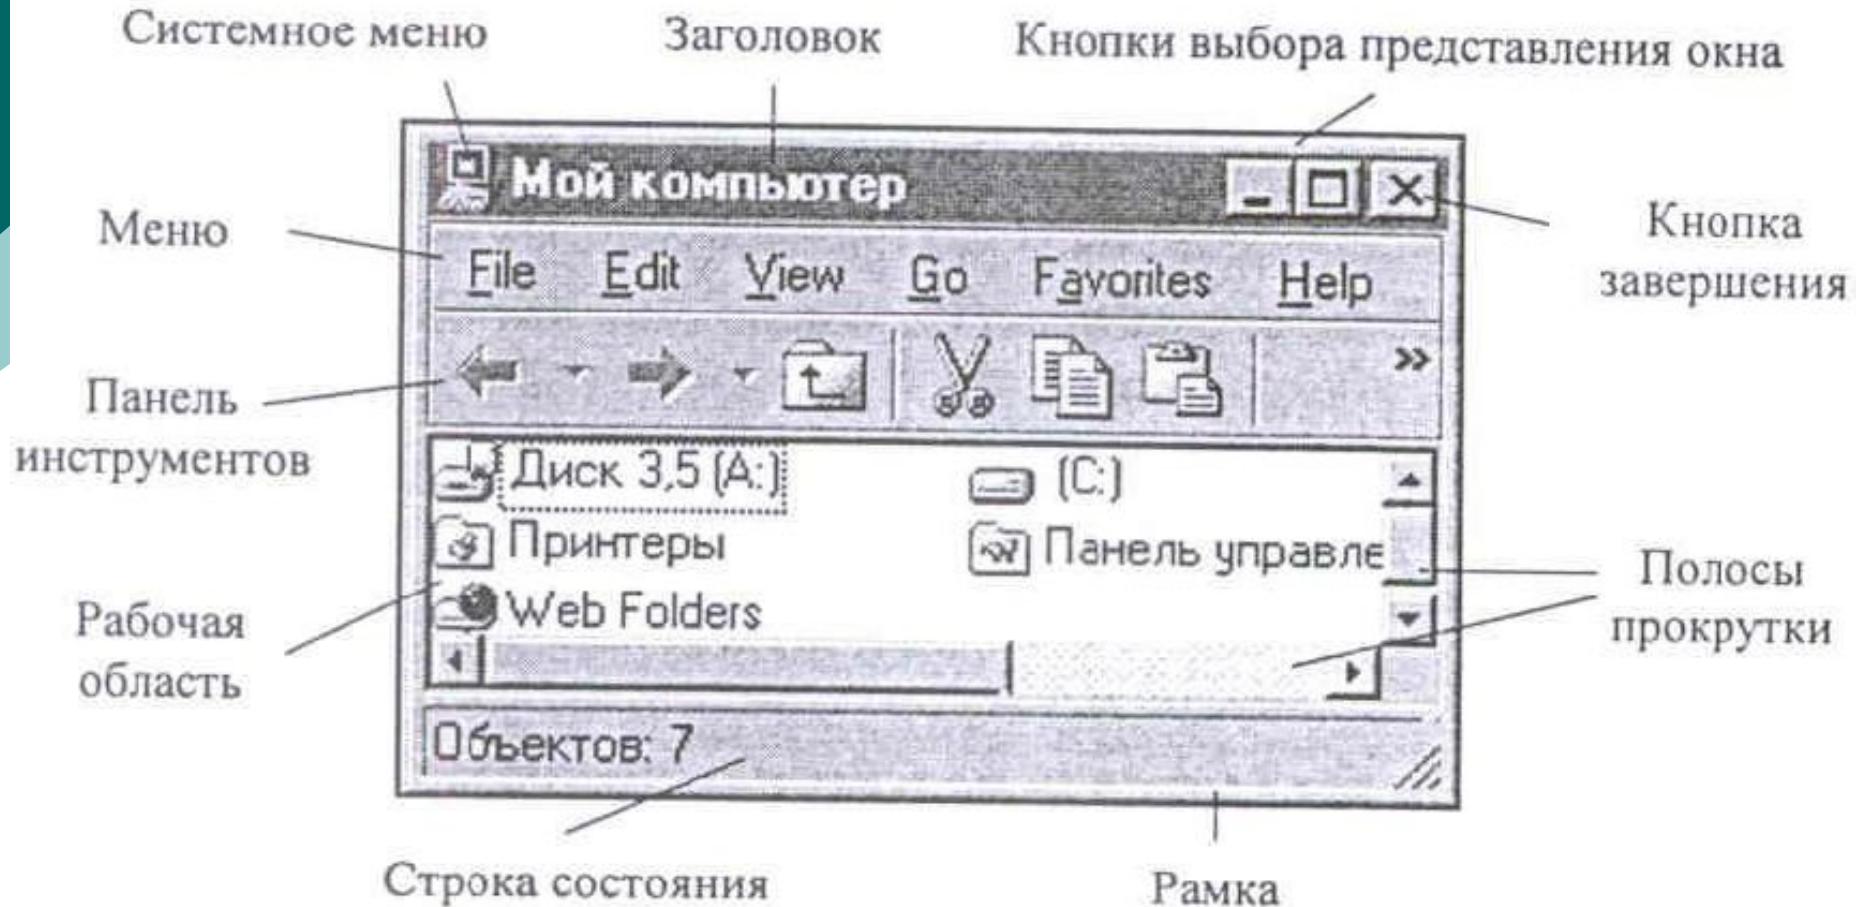 Системное меню
Заголовок
Кнопки выбора представления окна
Мой компьютер
Меню
Кнопка
завершения
File Edit View Go Favorites Help
Панель
инструментов
»
Диск 3,5 (A:)
(C:)
Принтеры
Панель управле
Web Folders
Рабочая
область
Полосы
прокрутки
Объектов: 7
Строка состояния
Рамка